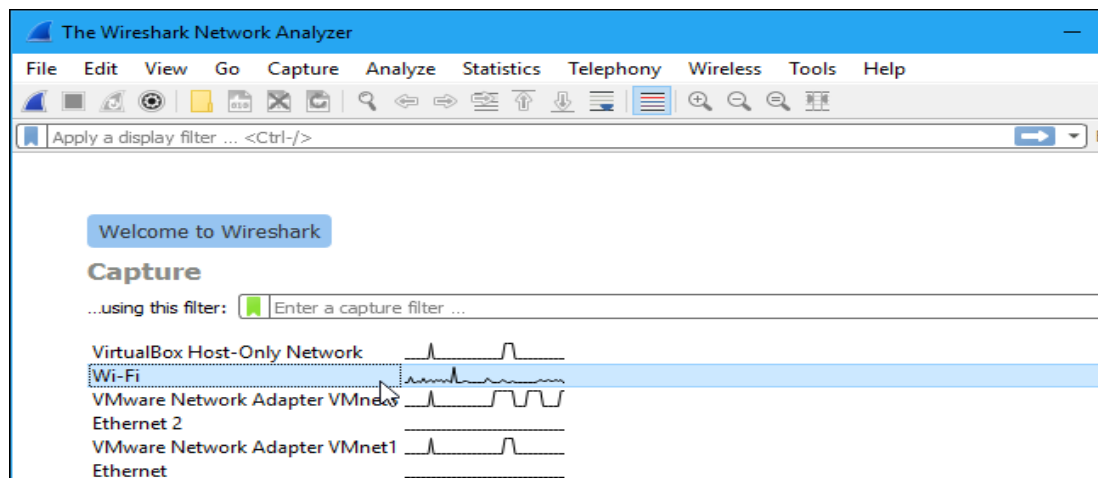 The Wireshark Network Analyzer
File Edit View Go Capture Analyze Statistics Telephony Wireless Tools Help
Apply a display filter ... <Ctrl-/>
Welcome to Wireshark
Capture
...using this filter: Enter a capture filter ...
VirtualBox Host-Only Network
Wi-Fi
VMware Network Adapter
Ethernet 2
VMware Network Adapter VMnet1
Ethernet